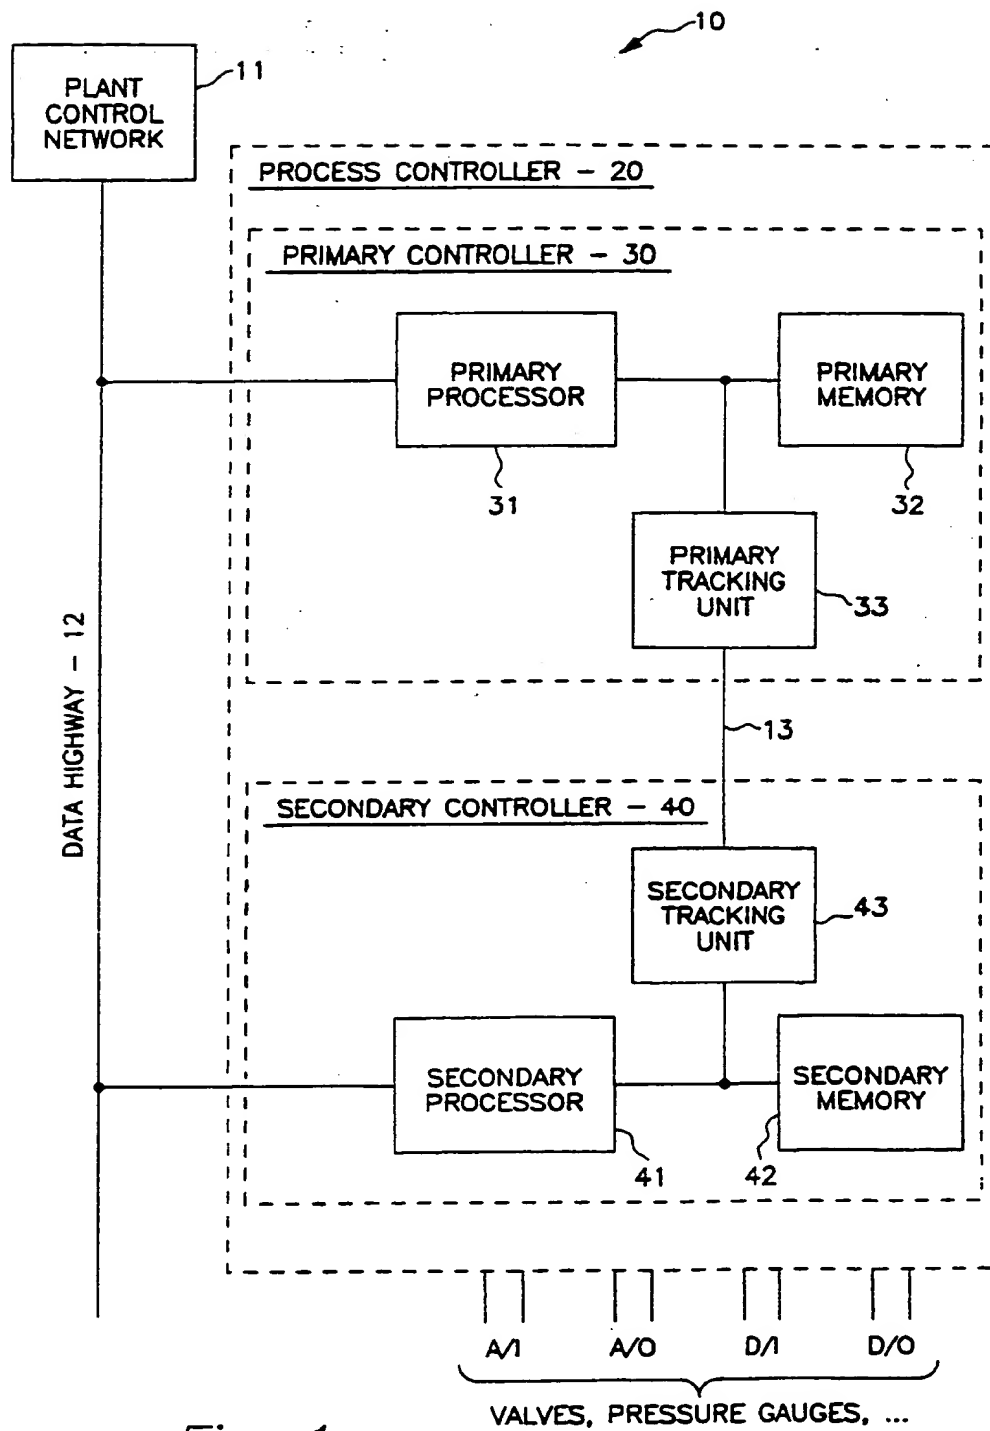 10
PLANT
CONTROL
NETWORK
11
PROCESS CONTROLLER - 20
PRIMARY CONTROLLER - 30
PRIMARY
PROCESSOR
31
PRIMARY
MEMORY
32
PRIMARY
TRACKING
UNIT
33
DATA HIGHWAY - 12
13
SECONDARY CONTROLLER - 40
SECONDARY
TRACKING
UNIT
43
SECONDARY
PROCESSOR
41
SECONDARY
MEMORY
42
A/I
A/O
D/I
D/O
VALVES, PRESSURE GAUGES, ...